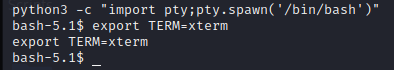 python3 -c "import pty;pty.spawn('/bin/bash')"
bash-5.1$ export TERM=xterm
export TERM=xterm
bash-5.1$ _